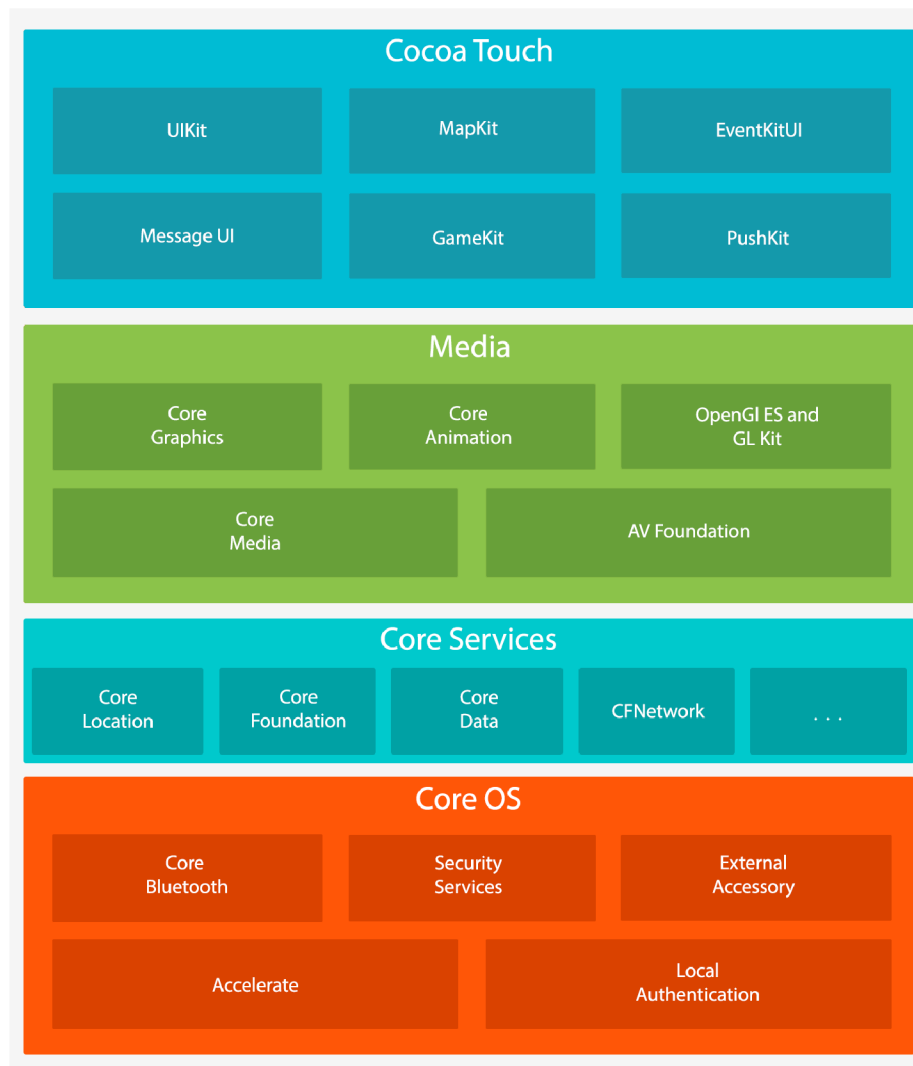 Cocoa Touch
UIKit
MapKit
EventKitUI
Message UI
GameKit
PushKit
Media
Core
Graphics
Core
Animation
OpenGl ES and
GL Kit
Core
Media
AV Foundation
Core Services
Core
Location
Core
Foundation
Core
Data
CFNetwork
. . .
Core OS
Core
Bluetooth
Security
Services
External
Accessory
Accelerate
Local
Authentication